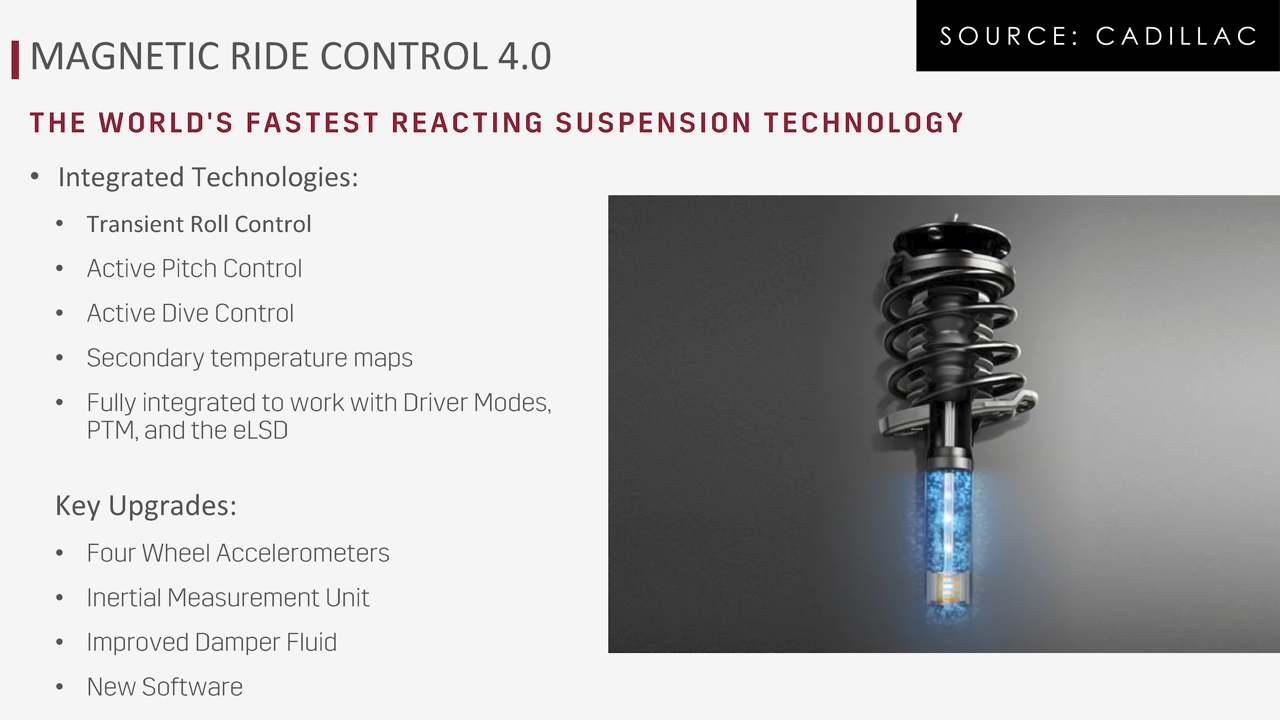 SOURCE: CADILLAC
MAGNETIC RIDE CONTROL 4.0
THE WORLD'S FASTEST REACTING SUSPENSION TECHNOLOGY
• Integrated Technologies:
• Transient Roll Control
• Active Pitch Control
• Active Dive Control
• Secondary temperature maps
• Fully integrated to work with Driver Modes,
PTM, and the eLSD
Key Upgrades:
• Four Wheel Accelerometers
• Inertial Measurement Unit
• Improved Damper Fluid
• New Software